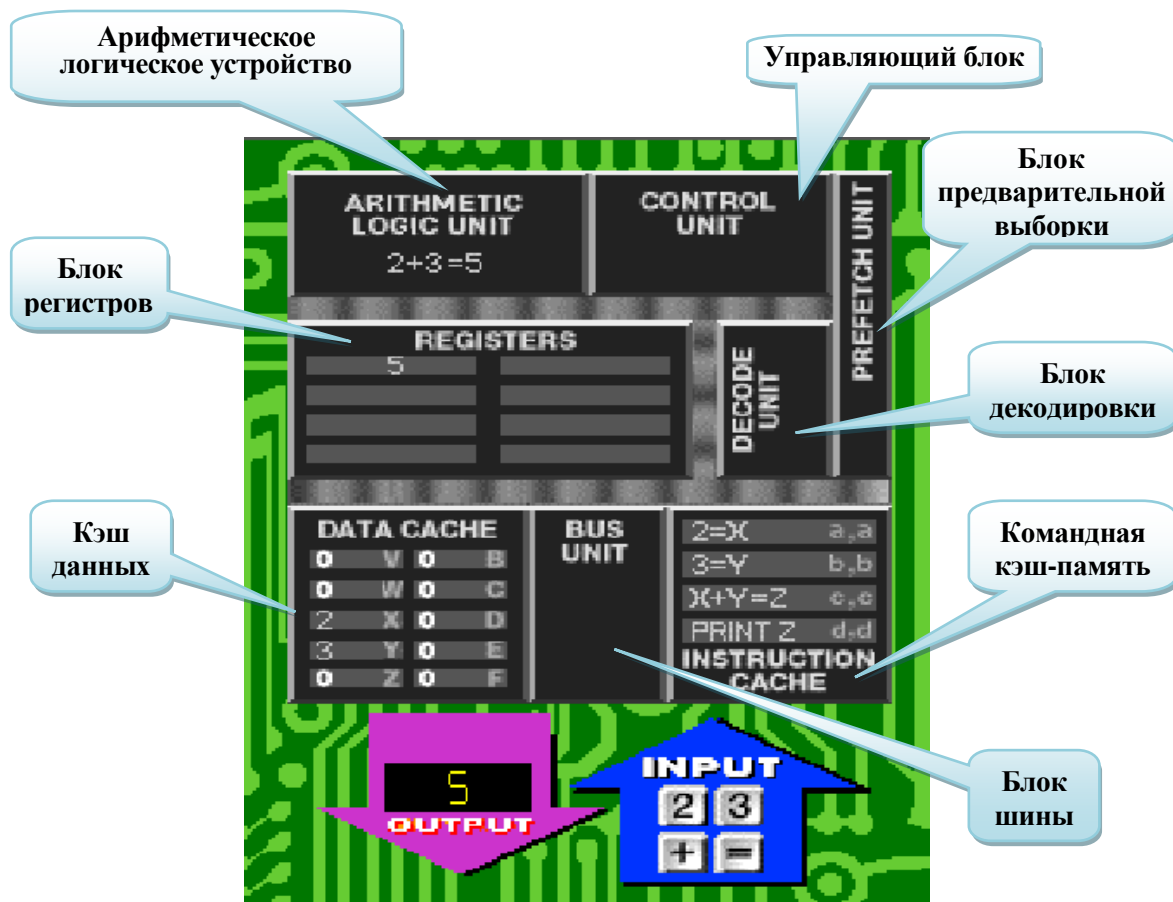 Арифметическое
логическое устройство
Управляющий блок
Блок
предварительной
выборки
Блок
регистров
Блок
декодировки
Кэш
данных
Командная
кэш-память
Блок
шины
ARITHMETIC
LOGIC UNIT
2+3=5
CONTROL
UNIT
PREFETCH UNIT
REGISTERS
5
DECODE
UNIT
DATA CACHE
0 V 0 B
0 W 0 C
2 X 0 D
3 Y 0 E
0 Z 0 F
BUS
UNIT
2=X a,a
3=Y b,b
X+Y=Z c,c
PRINT Z d,d
INSTRUCTION
CACHE
5
OUTPUT
INPUT
2 3
+ =